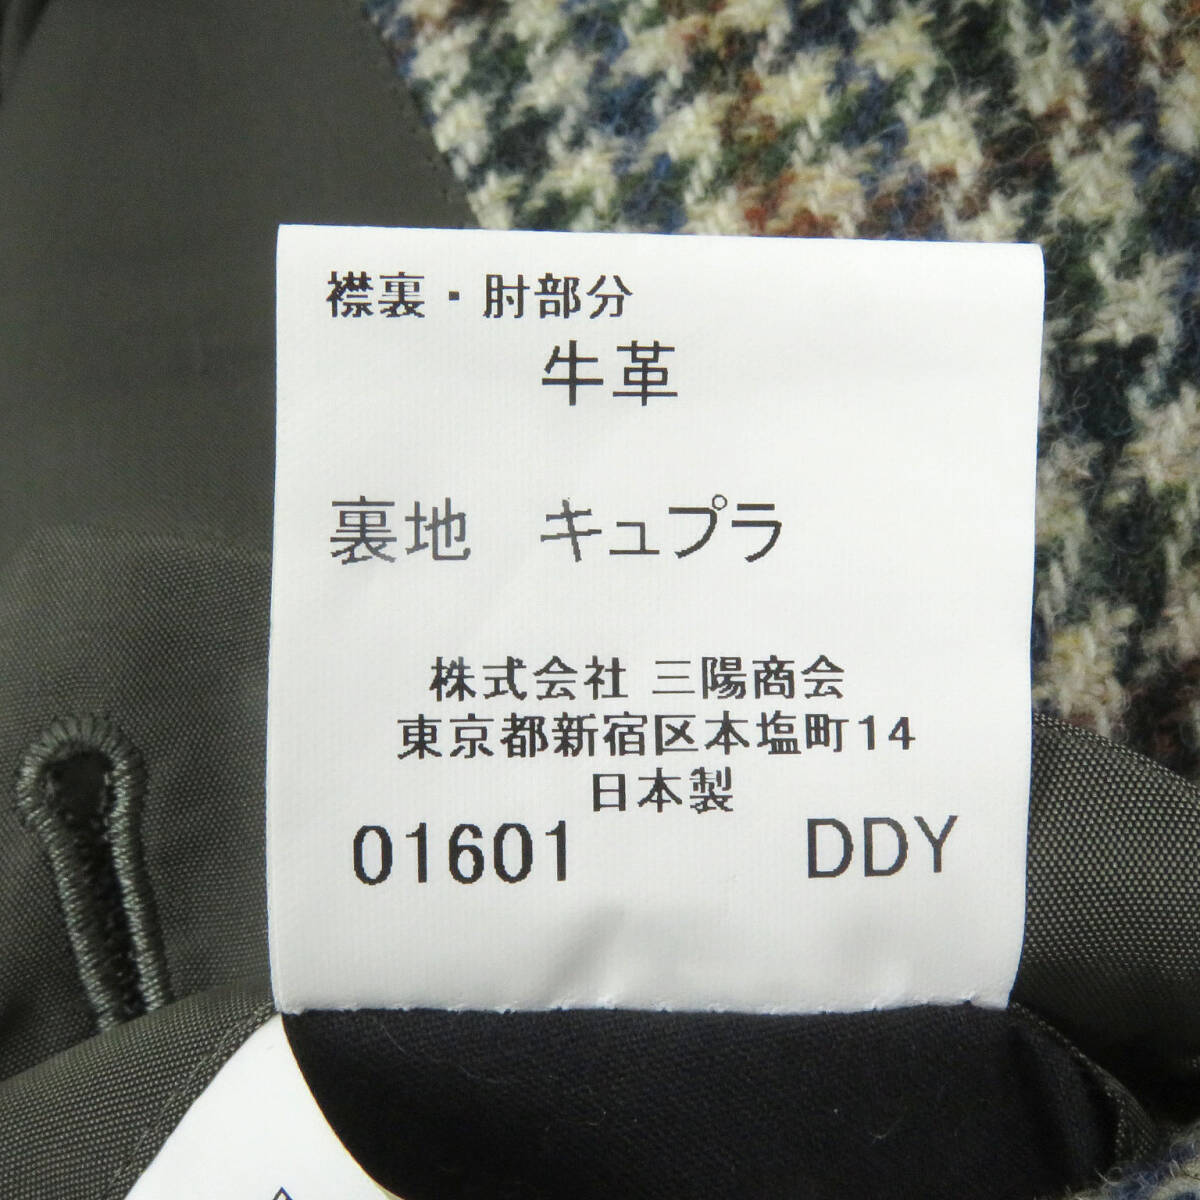 襟裏・肘部分
牛革
裏地　キュプラ
株式会社 三陽商会
東京都新宿区本塩町14
日本製
01601 DDY